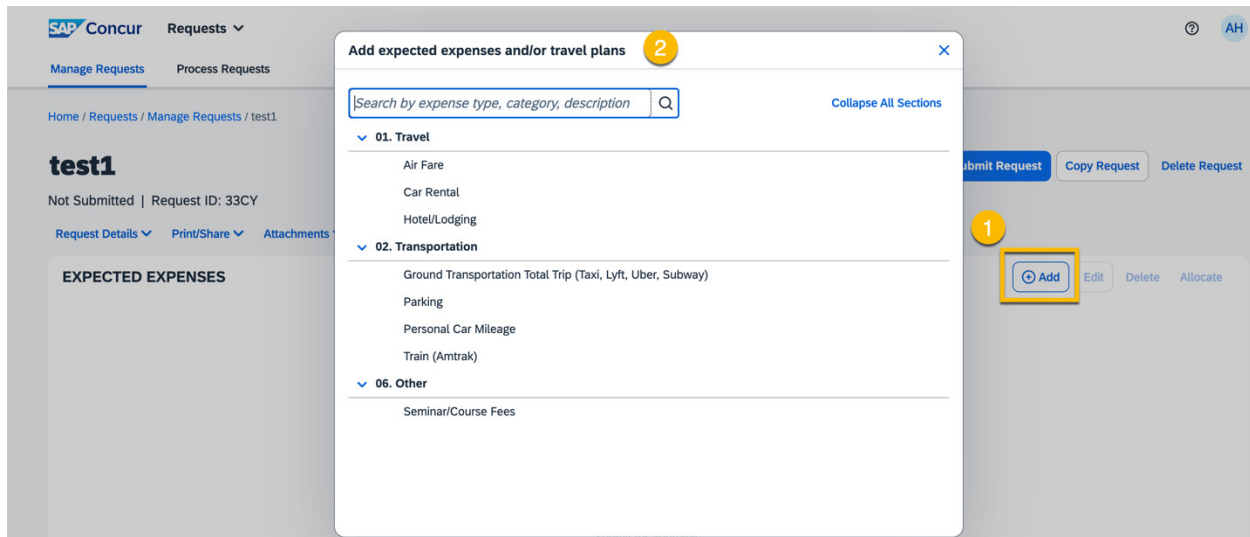 SAP Concur Requests
AH
Manage Requests Process Requests
Home / Requests / Manage Requests / test1
test1
Submit Request Copy Request Delete Request
Not Submitted | Request ID: 33CY
Request Details Print/Share Attachments
1
EXPECTED EXPENSES
Add Edit Delete Allocate
Add expected expenses and/or travel plans 2
Search by expense type, category, description
Collapse All Sections
01. Travel
Air Fare
Car Rental
Hotel/Lodging
02. Transportation
Ground Transportation Total Trip (Taxi, Lyft, Uber, Subway)
Parking
Personal Car Mileage
Train (Amtrak)
06. Other
Seminar/Course Fees